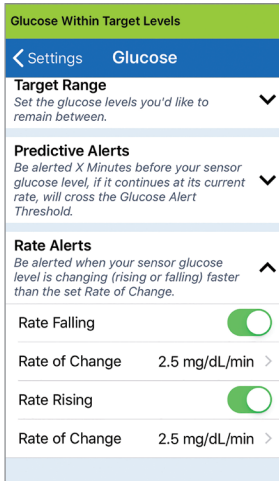 Glucose Within Target Levels
Settings Glucose
Target Range
Set the glucose levels you'd like to
remain between.
Predictive Alerts
Be alerted X Minutes before your sensor
glucose level, if it continues at its current
rate, will cross the Glucose Alert
Threshold.
Rate Alerts
Be alerted when your sensor glucose
level is changing (rising or falling) faster
than the set Rate of Change.
Rate Falling
Rate of Change 2.5 mg/dL/min
Rate Rising
Rate of Change 2.5 mg/dL/min